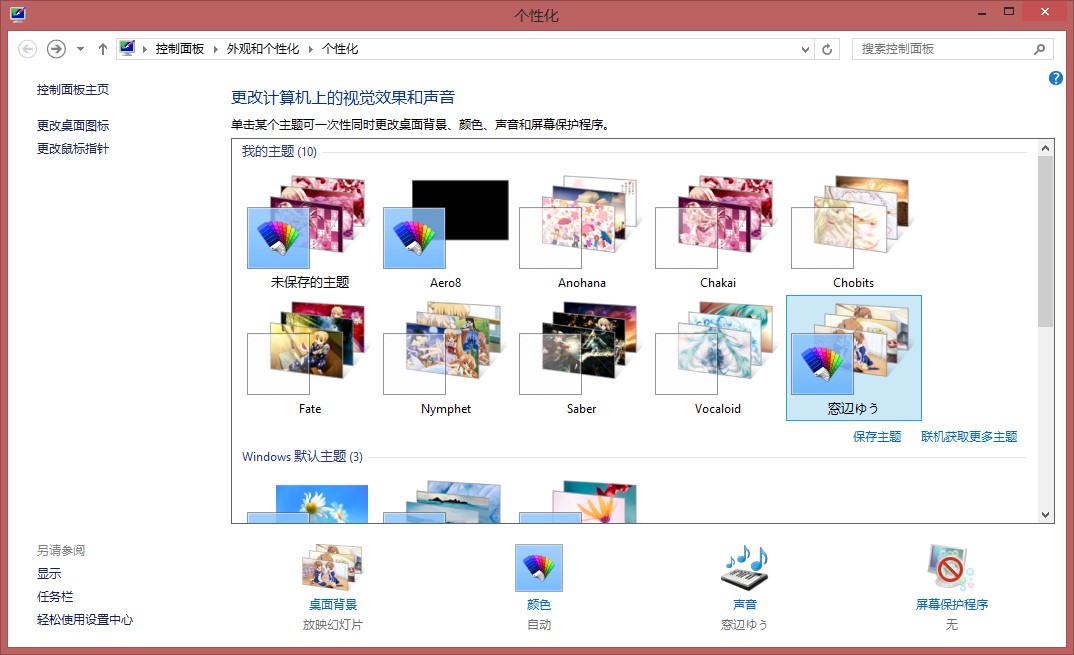 个性化
控制面板 外观和个性化 个性化
搜索控制面板
控制面板主页
更改桌面图标
更改鼠标指针
更改计算机上的视觉效果和声音
单击某个主题可一次性同时更改桌面背景、颜色、声音和屏幕保护程序。
我的主题 (10)
未保存的主题 Aero8 Anohana Chakai Chobits
Fate Nymphet Saber Vocaloid 窓辺ゆう
保存主题 联机获取更多主题
Windows 默认主题 (3)
另请参阅
显示
任务栏
轻松使用设置中心
桌面背景 颜色 声音 屏幕保护程序
放映幻灯片 自动 窓辺ゆう 无